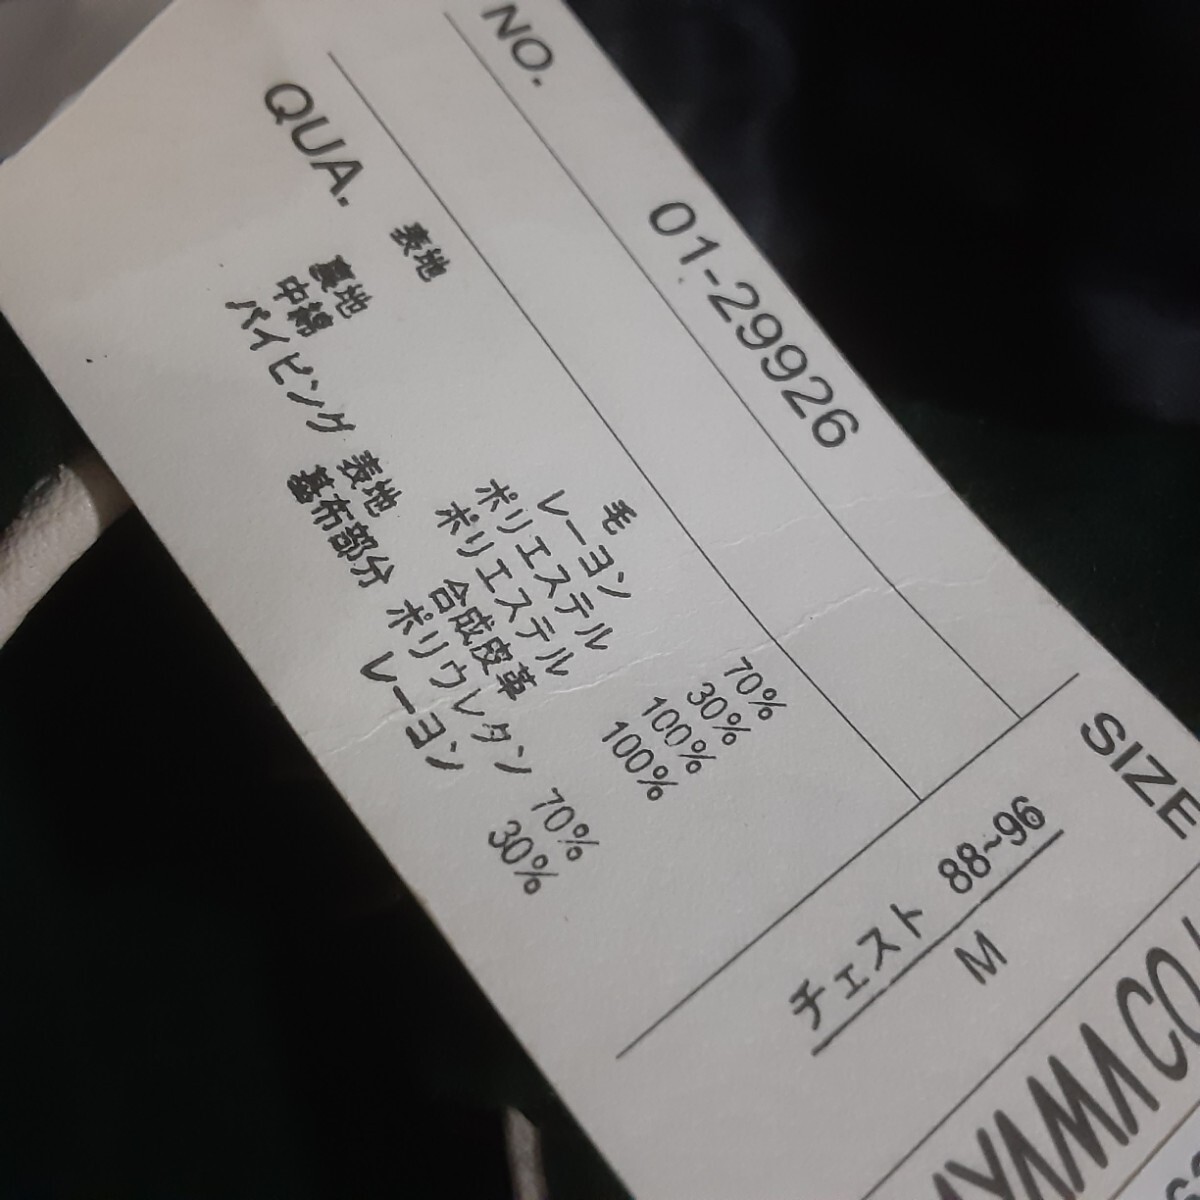 NO. 01-29926
QUA.
表地 毛 70%
レーヨン 30%
裏地 ポリエステル 100%
中綿 ポリエステル 100%
パイピング 表地 合成皮革
基布部分 ポリウレタン 70%
レーヨン 30%
SIZE
チェスト 88~96
M
YAMA CO